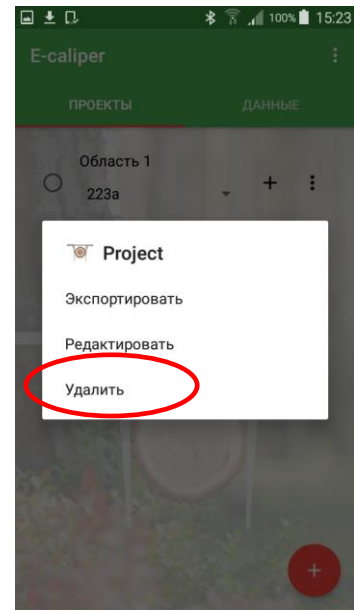 100% 15:23
E-caliper
ПРОЕКТЫ ДАННЫЕ
Область 1
223а
Project
Экспортировать
Редактировать
Удалить